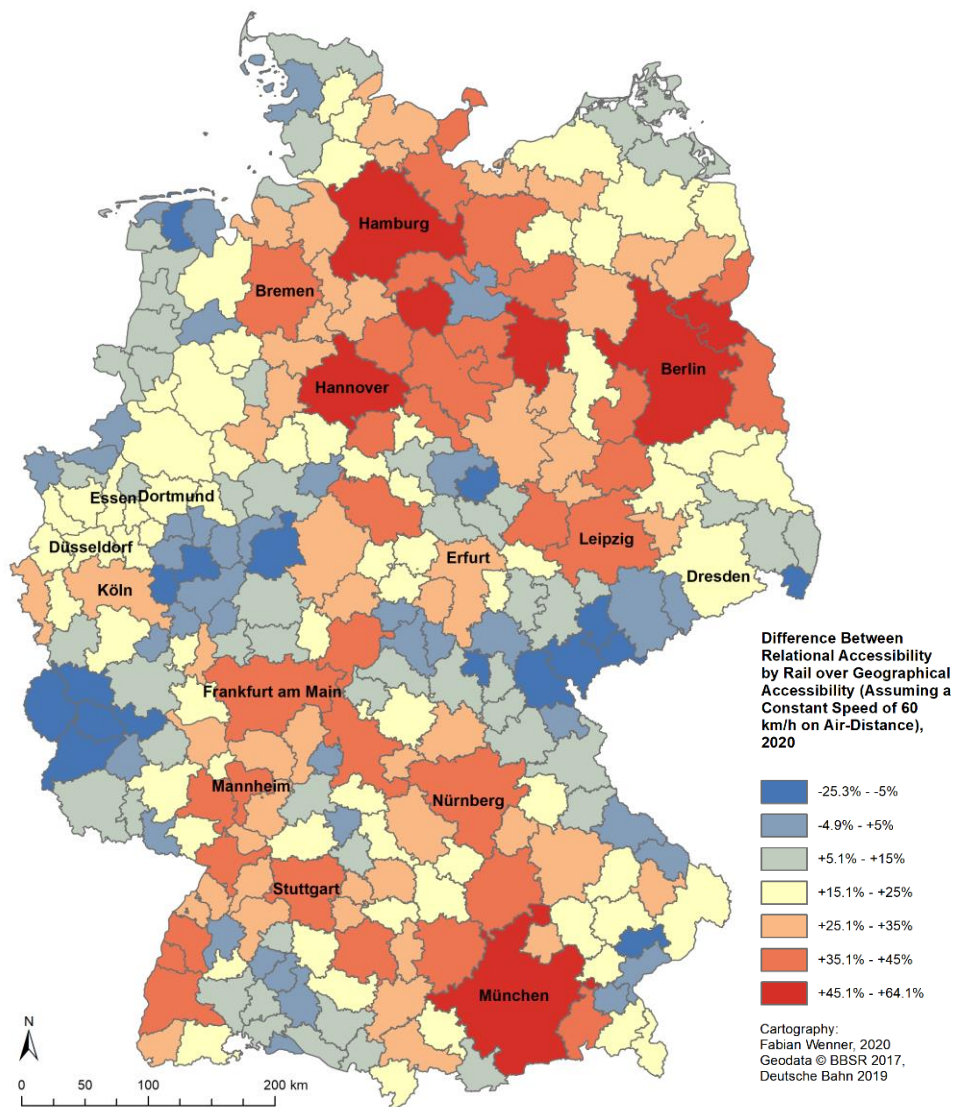 Hamburg
Bremen
Berlin
Hannover
Essen Dortmund
Düsseldorf
Leipzig
Erfurt
Dresden
Köln
Frankfurt am Main
Mannheim
Nürnberg
Stuttgart
München
Difference Between
Relational Accessibility
by Rail over Geographical
Accessibility (Assuming a
Constant Speed of 60
km/h on Air-Distance),
2020
-25.3% - -5%
-4.9% - +5%
+5.1% - +15%
+15.1% - +25%
+25.1% - +35%
+35.1% - +45%
+45.1% - +64.1%
Cartography:
Fabian Wenner, 2020
Geodata © BBSR 2017,
Deutsche Bahn 2019
N
0 50 100 200 km